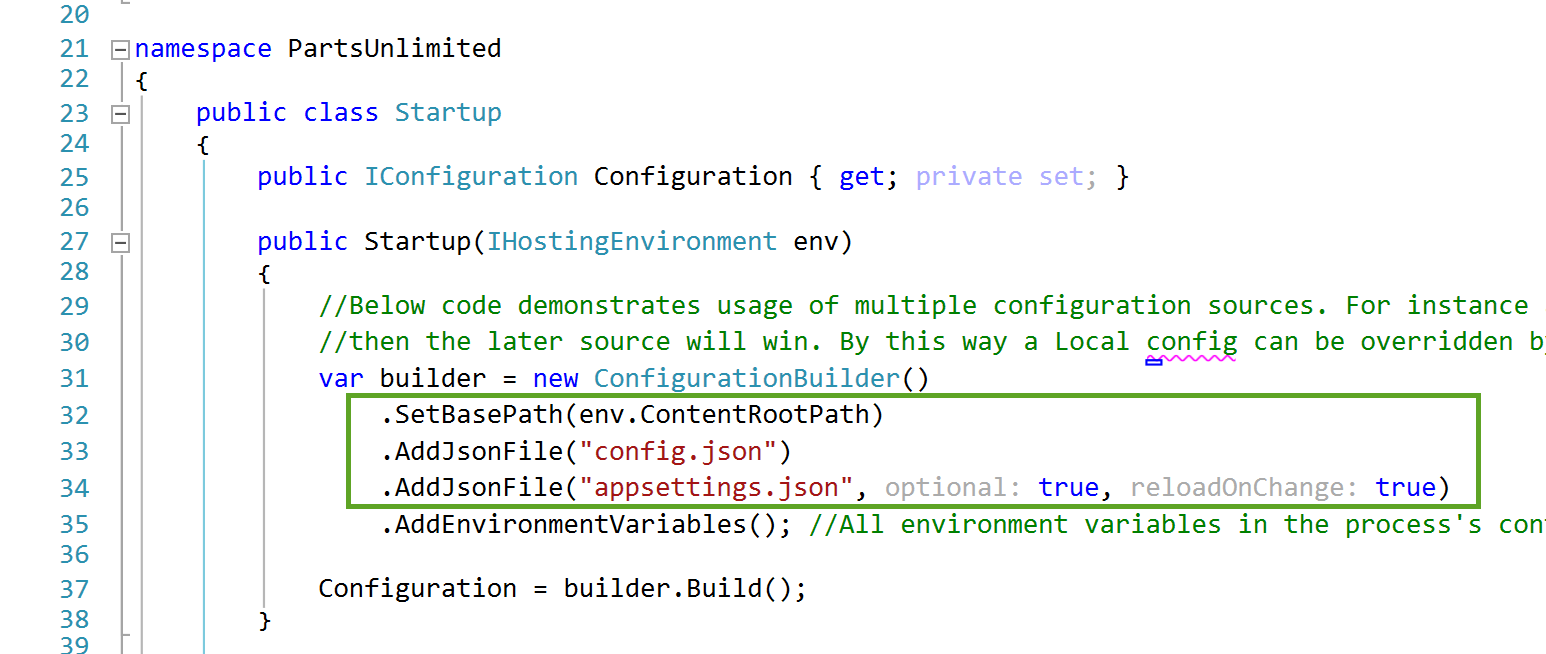 20
21 namespace PartsUnlimited
22 {
23 public class Startup
24 {
25 public IConfiguration Configuration { get; private set; }
26
27 public Startup(IHostingEnvironment env)
28 {
29 //Below code demonstrates usage of multiple configuration sources. For instance
30 //then the later source will win. By this way a Local config can be overridden
31 var builder = new ConfigurationBuilder()
32 .SetBasePath(env.ContentRootPath)
33 .AddJsonFile("config.json")
34 .AddJsonFile("appsettings.json", optional: true, reloadOnChange: true)
35 .AddEnvironmentVariables(); //All environment variables in the process's
36
37 Configuration = builder.Build();
38 }
39